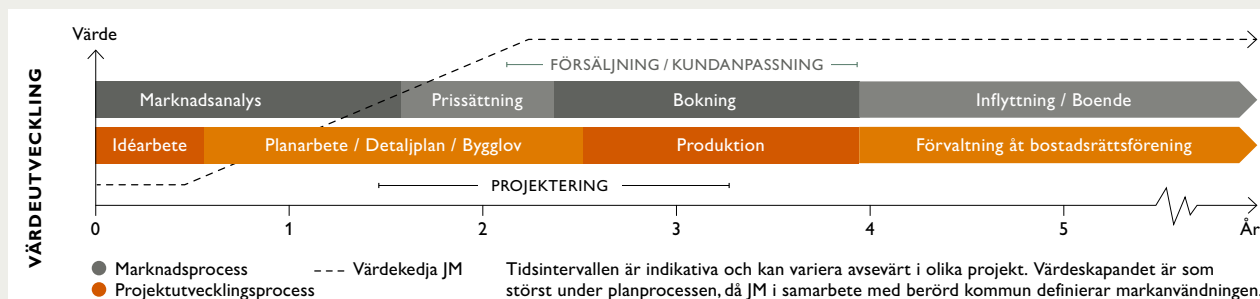 Värde
VÄRDEUTVECKLING
FÖRSÄLJNING / KUNDANPASSNING
Marknadsanalys Prissättning Bokning Inflyttning / Boende
Idéarbete Planarbete / Detaljplan / Bygglov Produktion Förvaltning åt bostadsrättsförening
PROJEKTERING
0 1 2 3 4 5 År
Marknadsprocess Värdekedja JM
Projektutvecklingsprocess
Tidsintervallen är indikativa och kan variera avsevärt i olika projekt. Värdeskapandet är som
störst under planprocessen, då JM i samarbete med berörd kommun definierar markanvändningen